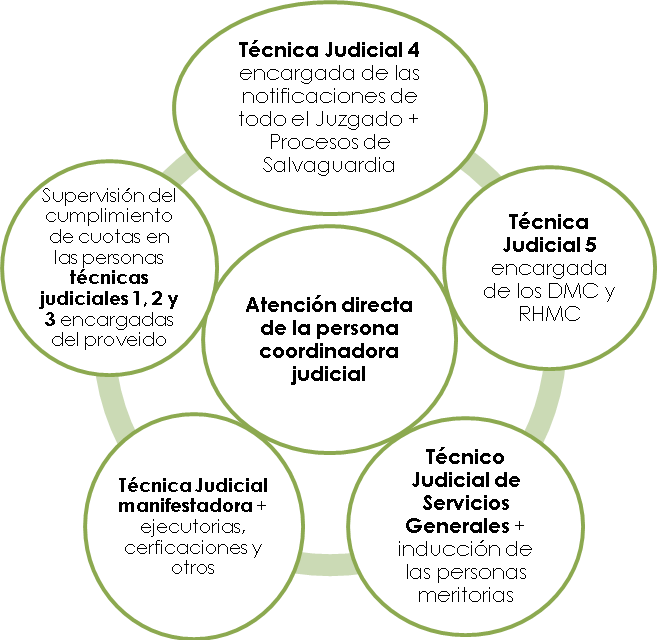 Técnica Judicial 4
encargada de las
notificaciones de
todo el Juzgado +
Procesos de
Salvaguardia
Técnica
Judicial 5
encargada
de los DMC y
RHMC
Técnico
Judicial de
Servicios
Generales +
inducción de
las personas
meritorias
Técnica Judicial
manifestadora +
ejecutorias,
cerficaciones y
otros
Supervisión del
cumplimiento
de cuotas en
las personas
técnicas
judiciales 1, 2 y
3 encargadas
del proveido
Atención directa
de la persona
coordinadora
judicial